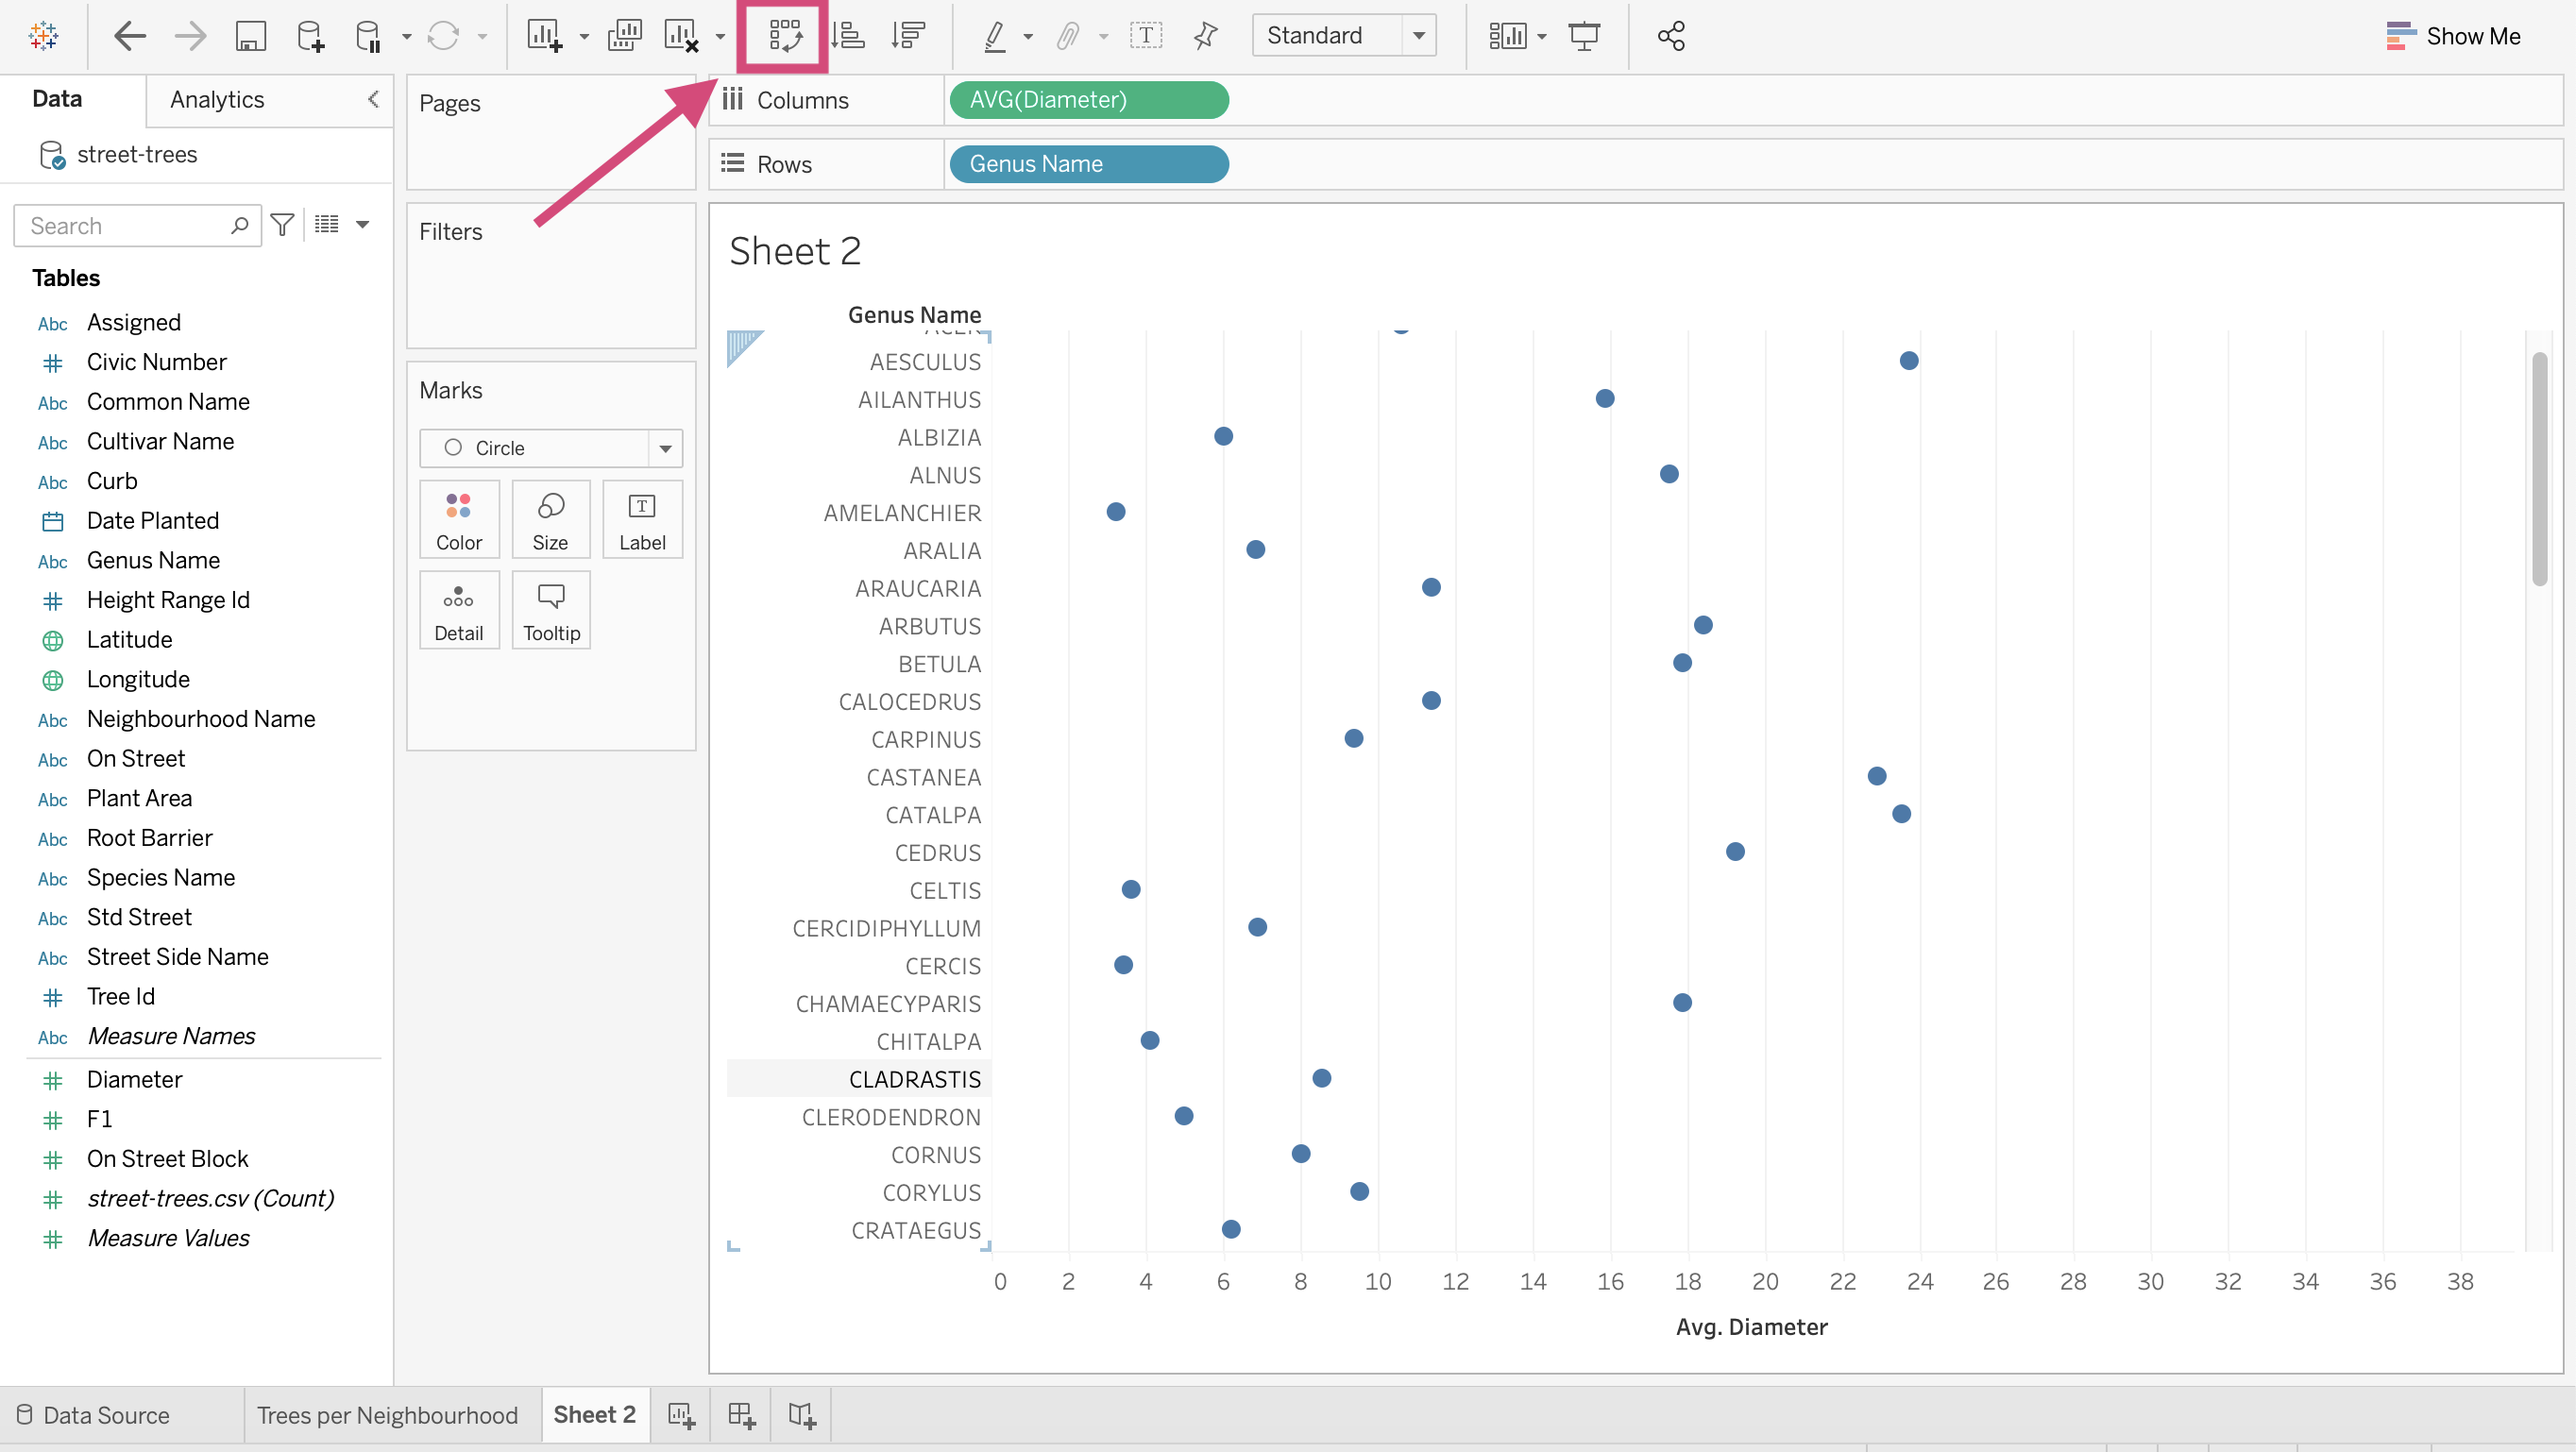 Standard
Show Me
Data
Analytics
street-trees
Search
Tables
Abc Assigned
Civic Number
Abc Common Name
Abc Cultivar Name
Abc Curb
Date Planted
Abc Genus Name
Height Range Id
Latitude
Longitude
Abc Neighbourhood Name
Abc On Street
Abc Plant Area
Abc Root Barrier
Abc Species Name
Abc Std Street
Abc Street Side Name
Tree Id
Abc Measure Names
Diameter
F1
On Street Block
street-trees.csv (Count)
Measure Values
Pages
Filters
Marks
Circle
Color Size T Label
Detail Tooltip
Columns AVG(Diameter)
Rows Genus Name
Sheet 2
Genus Name
ACER
AESCULUS
AILANTHUS
ALBIZIA
ALNUS
AMELANCHIER
ARALIA
ARAUCARIA
ARBUTUS
BETULA
CALOCEDRUS
CARPINUS
CASTANEA
CATALPA
CEDRUS
CELTIS
CERCIDIPHYLLUM
CERCIS
CHAMAECYPARIS
CHITALPA
CLADRASTIS
CLERODENDRON
CORNUS
CORYLUS
CRATAEGUS
0 2 4 6 8 10 12 14 16 18 20 22 24 26 28 30 32 34 36 38
Avg. Diameter
Data Source
Trees per Neighbourhood
Sheet 2